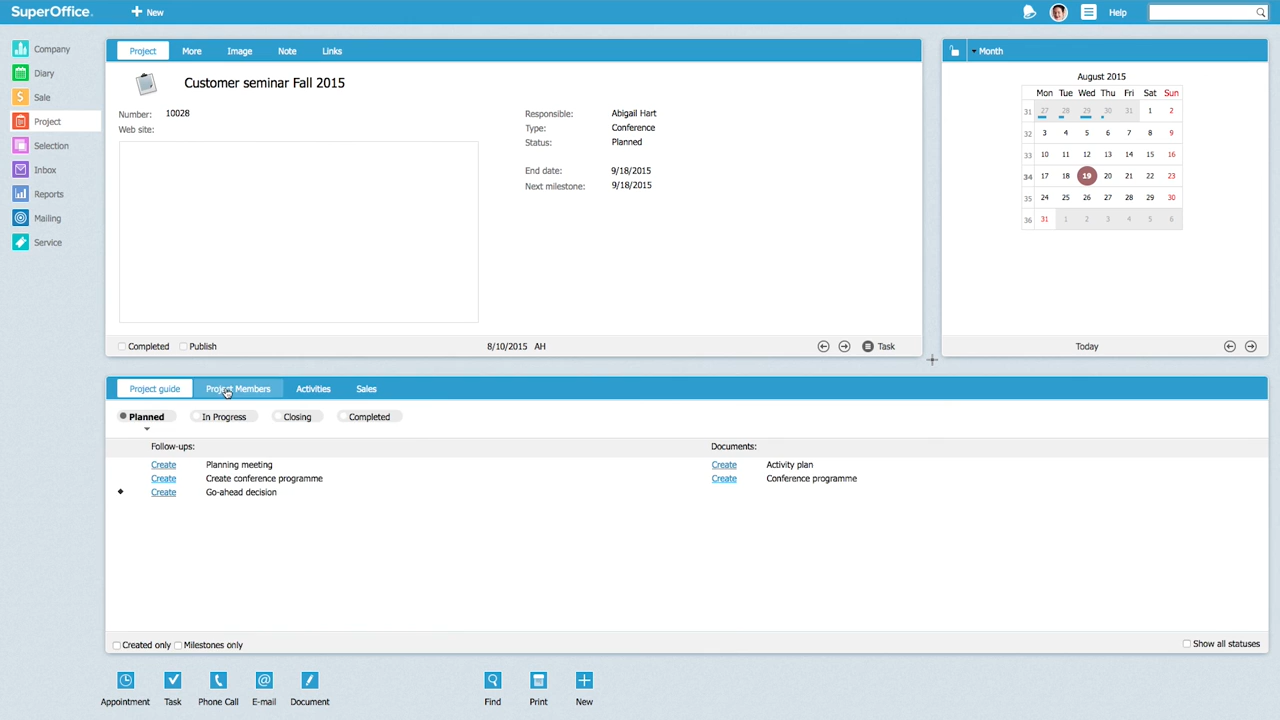 SuperOffice.
New
Help
Company
Diary
Sale
Project
Selection
Inbox
Reports
Mailing
Service
Project More Image Note Links
Customer seminar Fall 2015
Number: 10028
Web site:
Responsible: Abigail Hart
Type: Conference
Status: Planned
End date: 9/18/2015
Next milestone: 9/18/2015
Completed Publish 8/10/2015 AH Task
Month
August 2015
Mon Tue Wed Thu Fri Sat Sun
31 27 28 29 30 31 1 2
32 3 4 5 6 7 8 9
33 10 11 12 13 14 15 16
34 17 18 19 20 21 22 23
35 24 25 26 27 28 29 30
36 31 1 2 3 4 5 6
Today
Project guide Project Members Activities Sales
Planned In Progress Closing Completed
Follow-ups: Documents:
Create Planning meeting Create Activity plan
Create Create conference programme Create Conference programme
Create Go-ahead decision
Created only Milestones only Show all statuses
Appointment Task Phone Call E-mail Document Find Print New